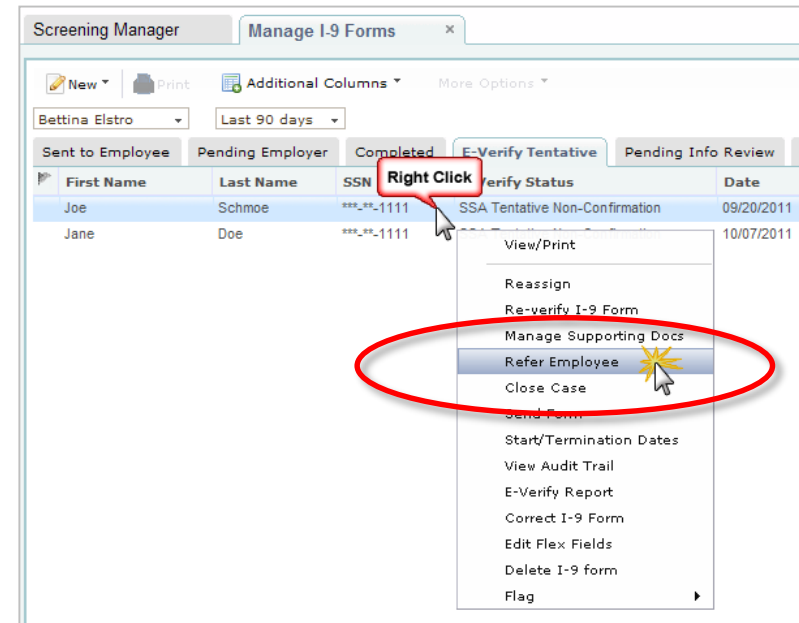 Screening Manager Manage I-9 Forms ×
New Print Additional Columns More Options
Bettina Elstro Last 90 days
Sent to Employee Pending Employer Completed E-Verify Tentative Pending Info Review
First Name Last Name SSN Right Click Verify Status Date
Joe Schmoe ***-**-1111 SSA Tentative Non-Confirmation 09/20/2011
Jane Doe ***-**-1111 SSA Tentative Non-Confirmation 10/07/2011
View/Print
Reassign
Re-verify I-9 Form
Manage Supporting Docs
Refer Employee
Close Case
Send Form
Start/Termination Dates
View Audit Trail
E-Verify Report
Correct I-9 Form
Edit Flex Fields
Delete I-9 form
Flag